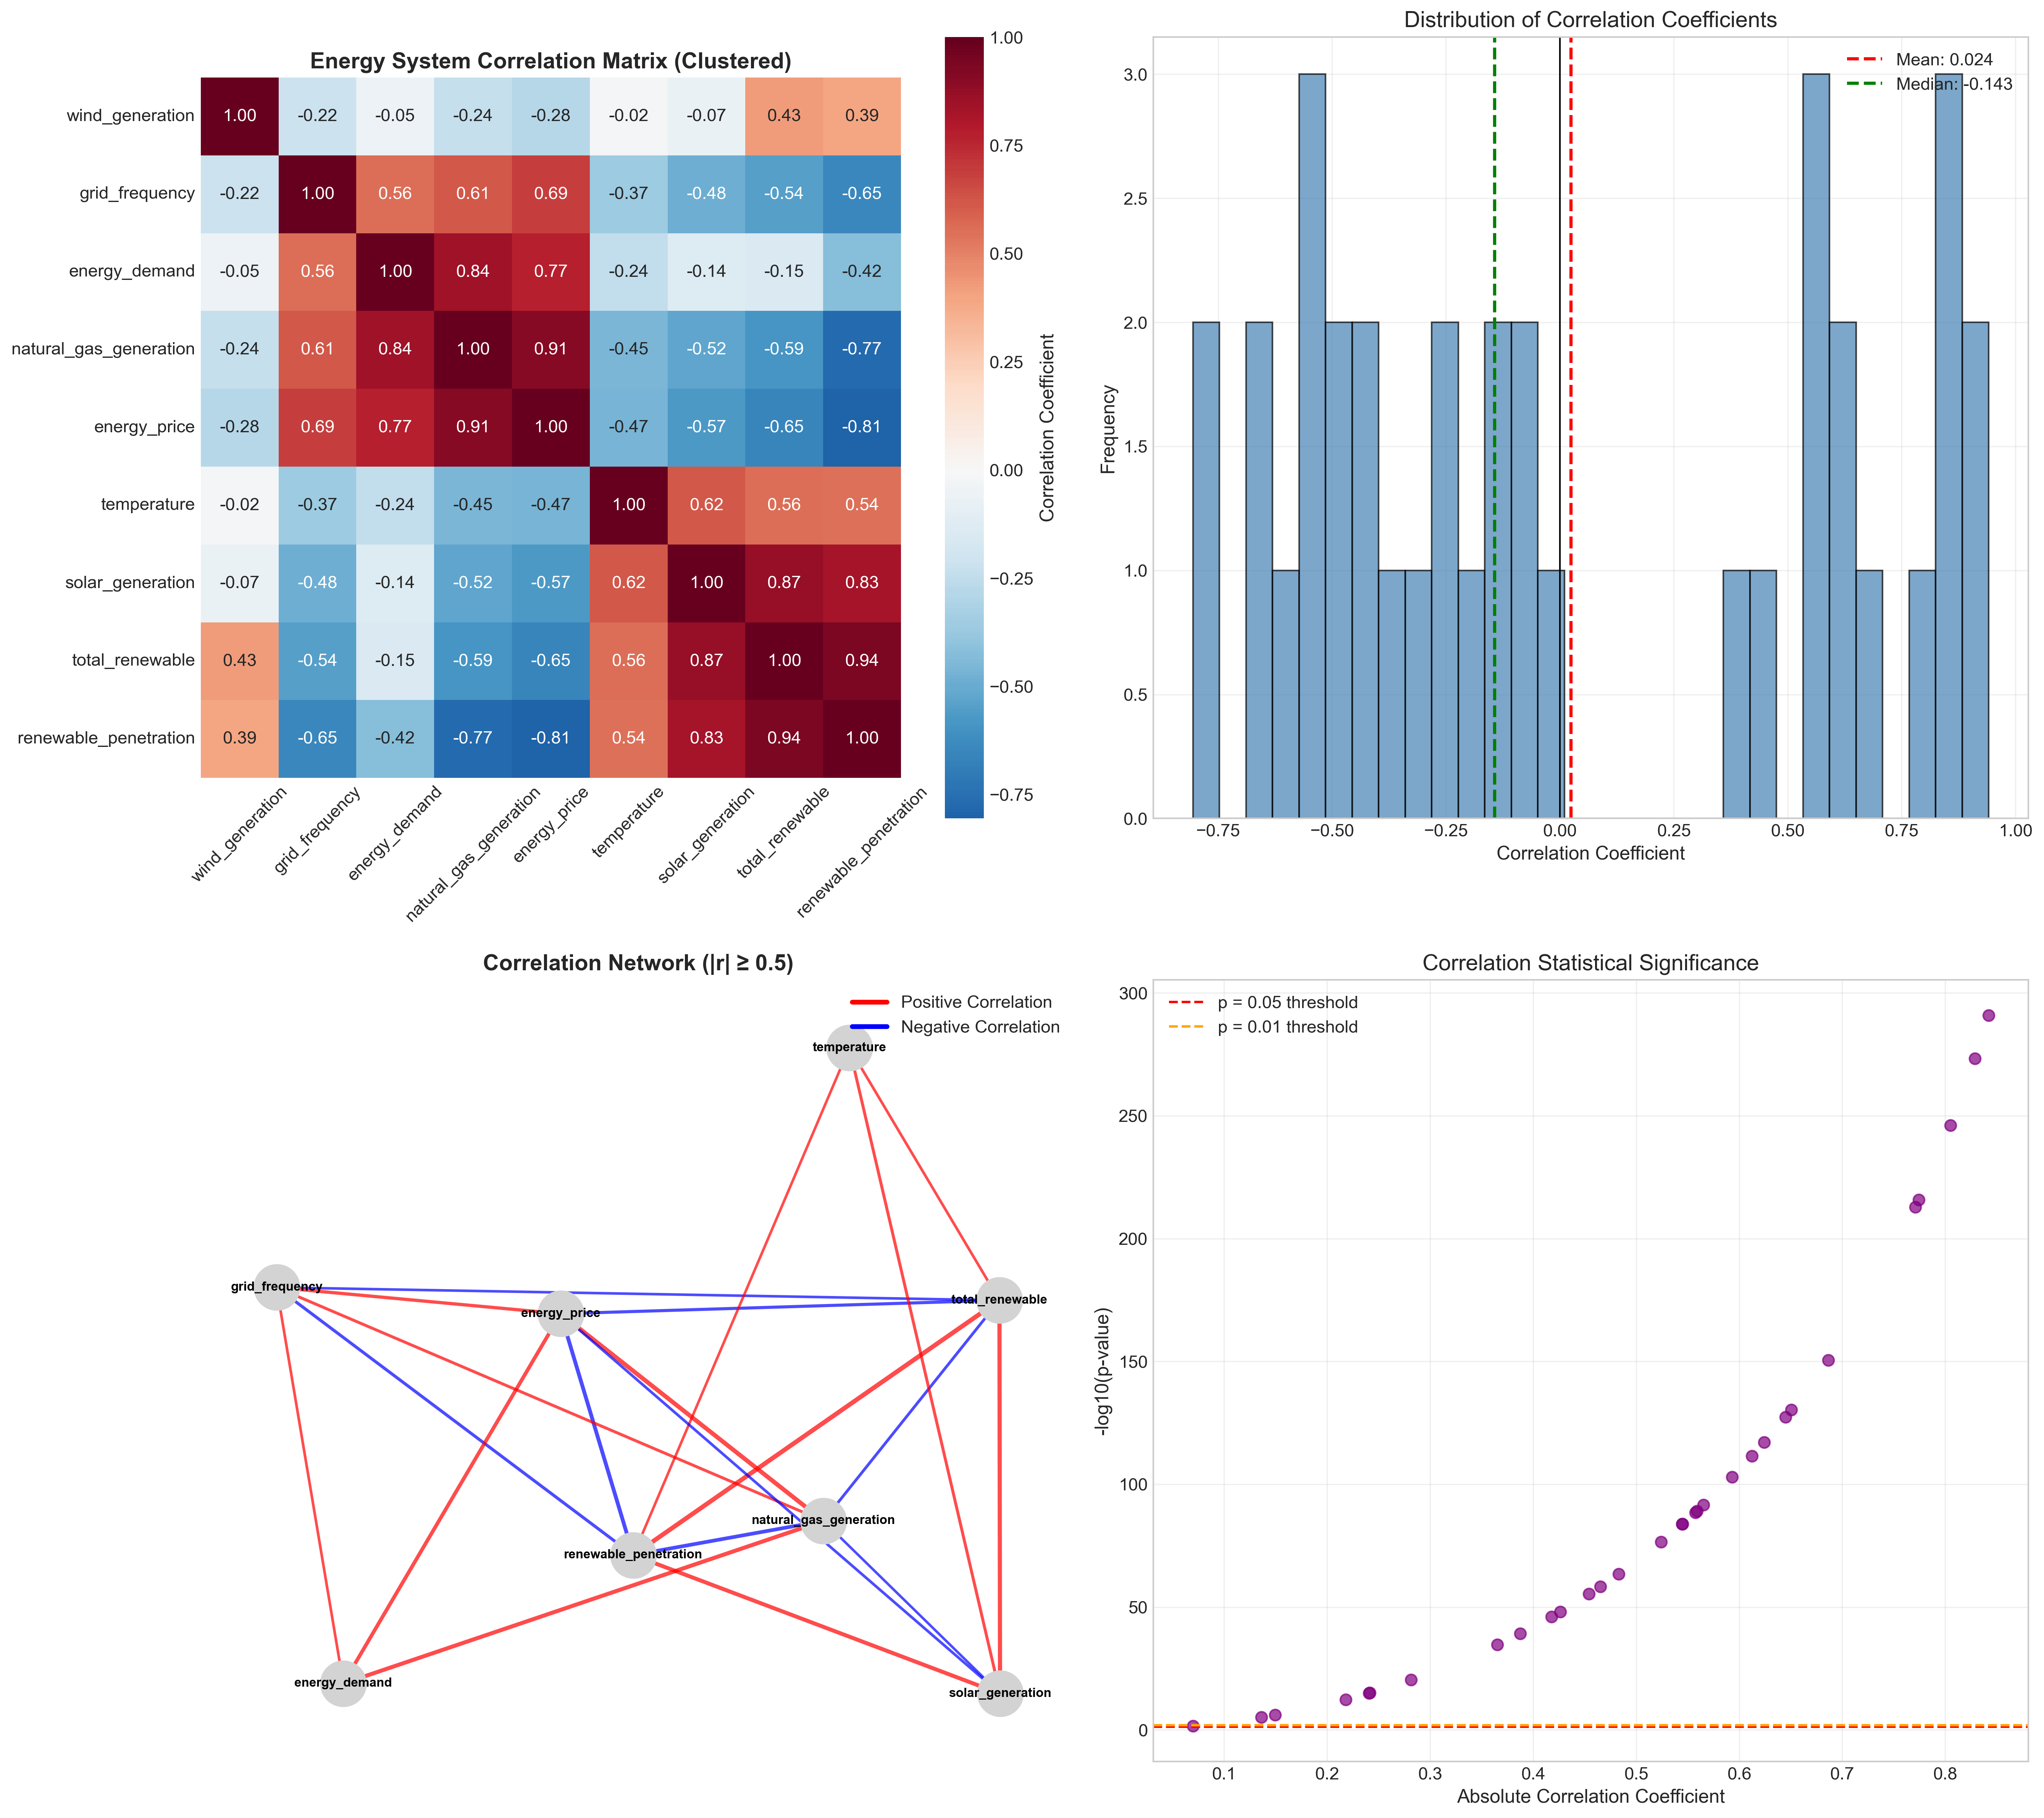 Energy System Correlation Matrix (Clustered)
wind_generation 1.00 -0.22 -0.05 -0.24 -0.28 -0.02 -0.07 0.43 0.39
grid_frequency -0.22 1.00 0.56 0.61 0.69 -0.37 -0.48 -0.54 -0.65
energy_demand -0.05 0.56 1.00 0.84 0.77 -0.24 -0.14 -0.15 -0.42
natural_gas_generation -0.24 0.61 0.84 1.00 0.91 -0.45 -0.52 -0.59 -0.77
energy_price -0.28 0.69 0.77 0.91 1.00 -0.47 -0.57 -0.65 -0.81
temperature -0.02 -0.37 -0.24 -0.45 -0.47 1.00 0.62 0.56 0.54
solar_generation -0.07 -0.48 -0.14 -0.52 -0.57 0.62 1.00 0.87 0.83
total_renewable 0.43 -0.54 -0.15 -0.59 -0.65 0.56 0.87 1.00 0.94
renewable_penetration 0.39 -0.65 -0.42 -0.77 -0.81 0.54 0.83 0.94 1.00
wind_generation
grid_frequency
energy_demand
natural_gas_generation
energy_price
temperature
solar_generation
total_renewable
renewable_penetration
1.00
0.75
0.50
0.25
0.00
−0.25
−0.50
−0.75
Correlation Coefficient
Distribution of Correlation Coefficients
Mean: 0.024
Median: -0.143
3.0
2.5
2.0
1.5
1.0
0.5
0.0
Frequency
−0.75 −0.50 −0.25 0.00 0.25 0.50 0.75 1.00
Correlation Coefficient
Correlation Network (|r| ≥ 0.5)
Positive Correlation
Negative Correlation
temperature
grid_frequency
energy_price
total_renewable
natural_gas_generation
renewable_penetration
energy_demand
solar_generation
Correlation Statistical Significance
p = 0.05 threshold
p = 0.01 threshold
300
250
200
150
100
50
0
-log10(p-value)
0.1 0.2 0.3 0.4 0.5 0.6 0.7 0.8
Absolute Correlation Coefficient